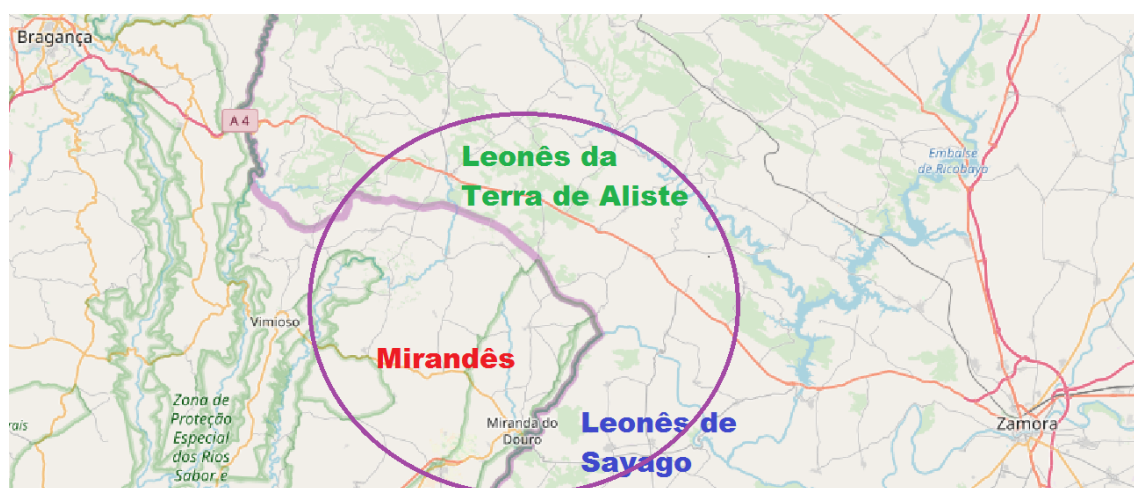 Bragança
A 4
Leonês da
Terra de Aliste
Embalse
de Ricobayo
Vimioso
Mirandês
Zona de
Proteção
Especial
dos Rios
Sabor e
rais
Miranda do
Douro
Leonês de
Sayago
Zamora